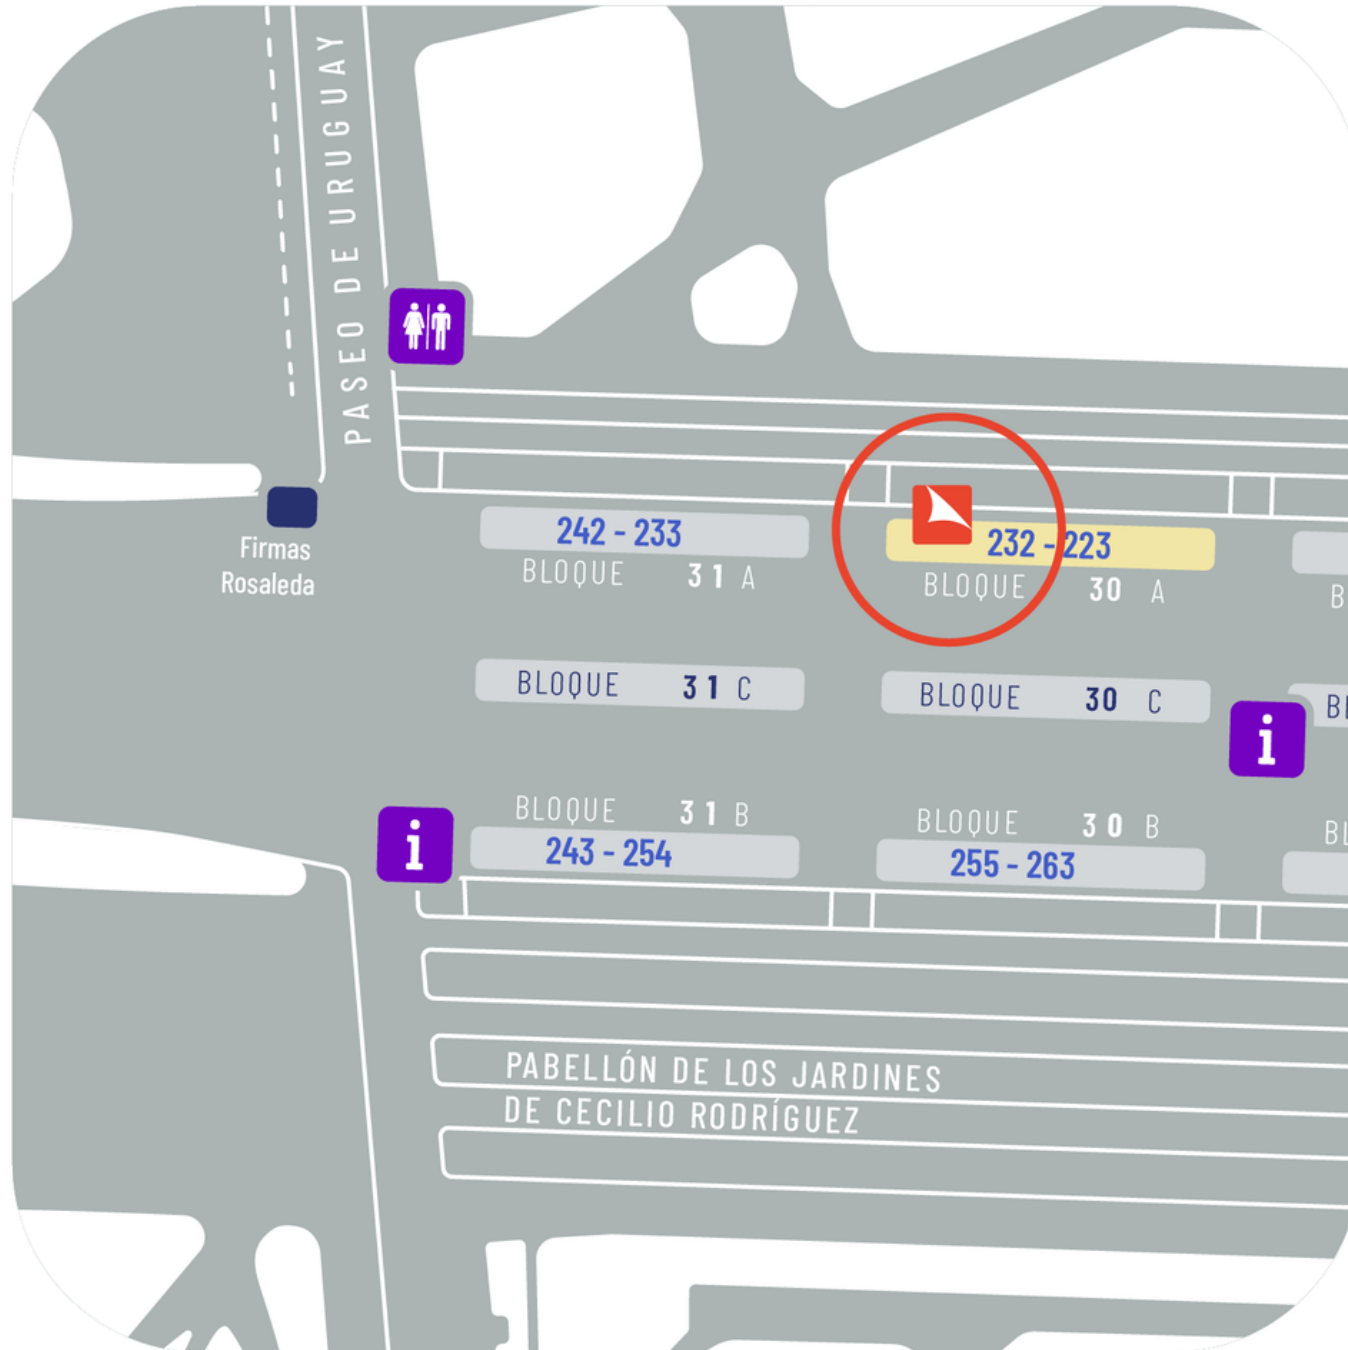 PASEO DE URUGUAY
Firmas
Rosaleda
242 - 233
BLOQUE 31 A
232 - 223
BLOQUE 30 A
BLOQUE 31 C
BLOQUE 30 C
BLOQUE 31 B
243 - 254
BLOQUE 30 B
255 - 263
PABELLÓN DE LOS JARDINES
DE CECILIO RODRÍGUEZ